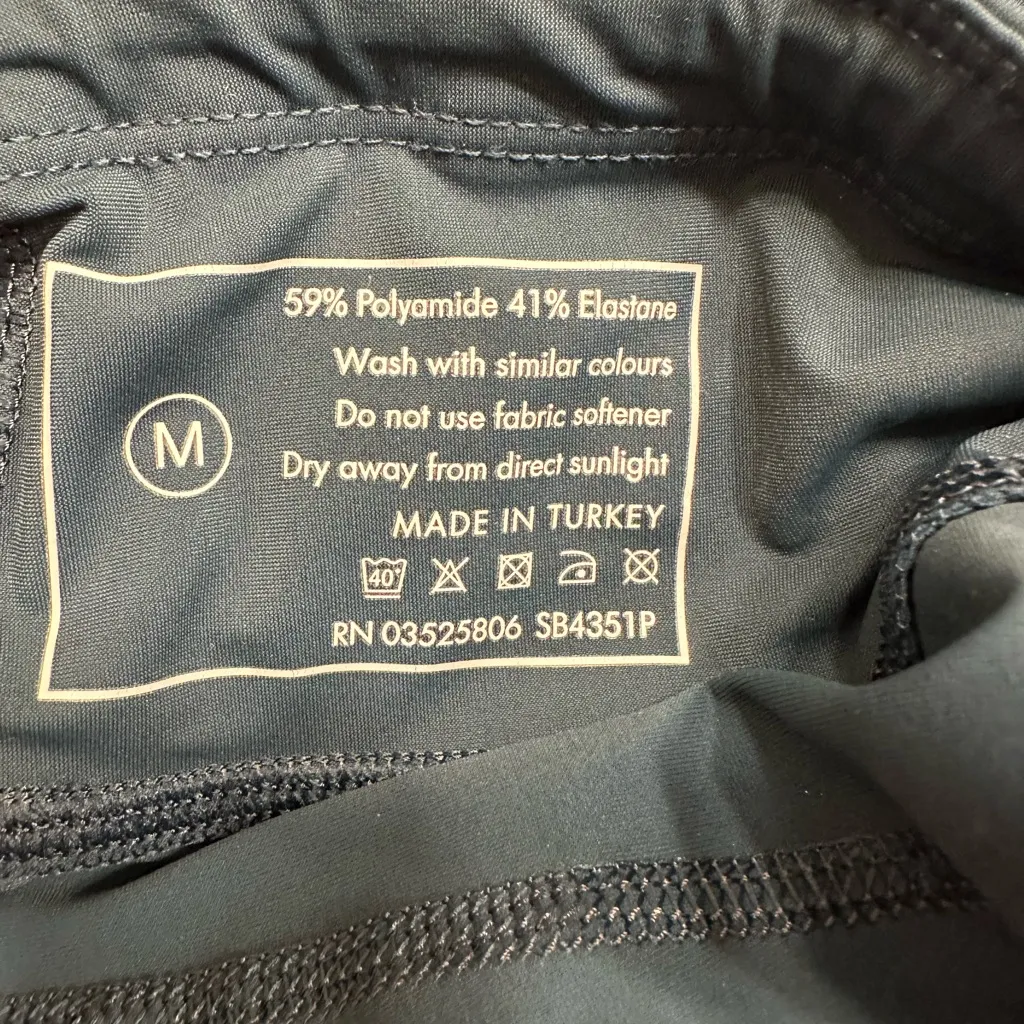 59% Polyamide 41% Elastane
Wash with similar colours
Do not use fabric softener
Dry away from direct sunlight
M
MADE IN TURKEY
40°
RN 03525806 SB4351P